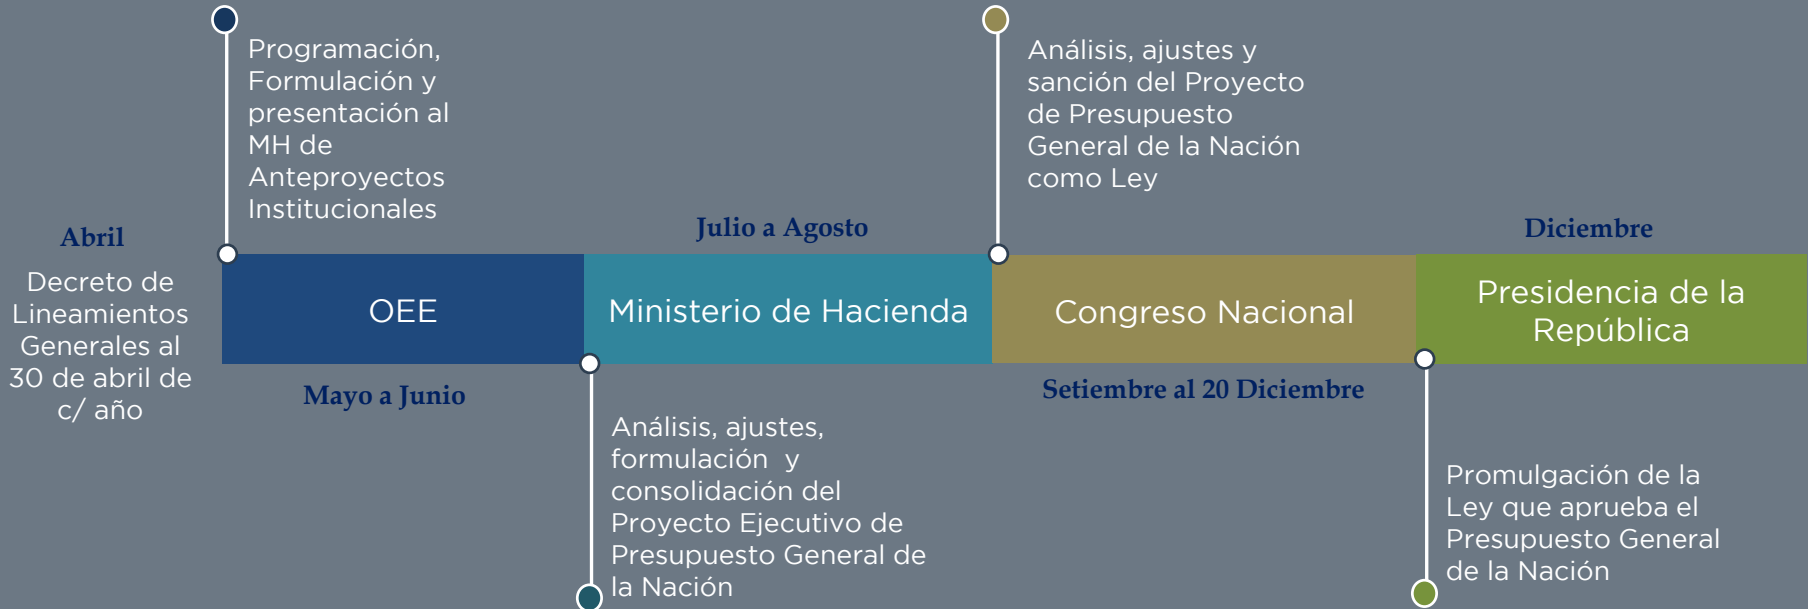 Abril
Decreto de
Lineamientos
Generales al
30 de abril de
c/ año
Programación,
Formulación y
presentación al
MH de
Anteproyectos
Institucionales
OEE
Mayo a Junio
Julio a Agosto
Ministerio de Hacienda
Análisis, ajustes,
formulación y
consolidación del
Proyecto Ejecutivo de
Presupuesto General de
la Nación
Análisis, ajustes y
sanción del Proyecto
de Presupuesto
General de la Nación
como Ley
Congreso Nacional
Setiembre al 20 Diciembre
Diciembre
Presidencia de la
República
Promulgación de la
Ley que aprueba el
Presupuesto General
de la Nación